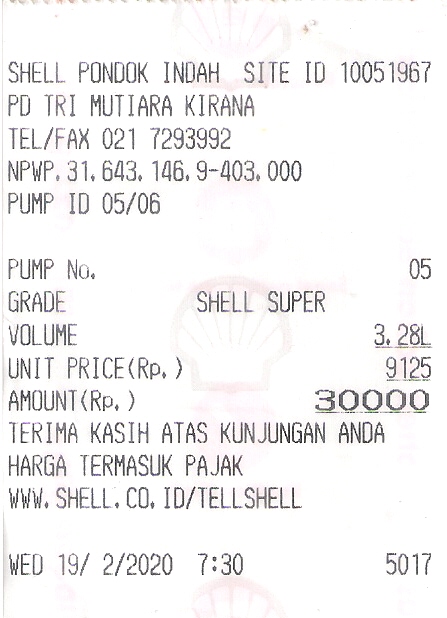 SHELL PONDOK INDAH SITE ID 10051967
PD TRI MUTIARA KIRANA
TEL/FAX 021 7293992
NPWP.31.643.146.9-403.000
PUMP ID 05/06
PUMP No. 05
GRADE SHELL SUPER
VOLUME 3.28L
UNIT PRICE(Rp.) 9125
AMOUNT(Rp.) 30000
TERIMA KASIH ATAS KUNJUNGAN ANDA
HARGA TERMASUK PAJAK
WWW.SHELL.CO.ID/TELLSHELL
WED 19/ 2/2020 7:30 5017